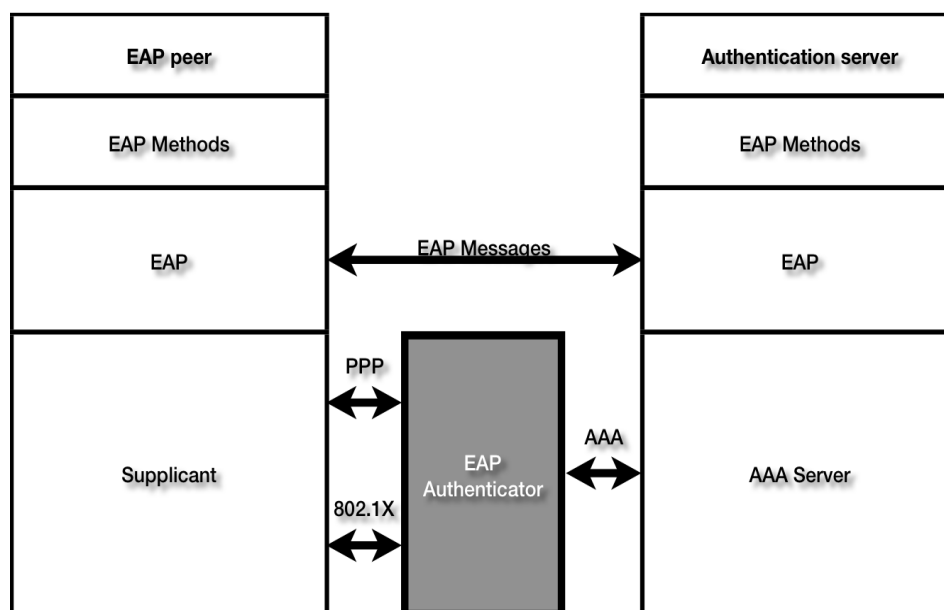 EAP peer
Authentication server
EAP Methods
EAP Methods
EAP Messages
EAP
EAP
PPP
AAA
Supplicant
EAP
Authenticator
AAA Server
802.1X